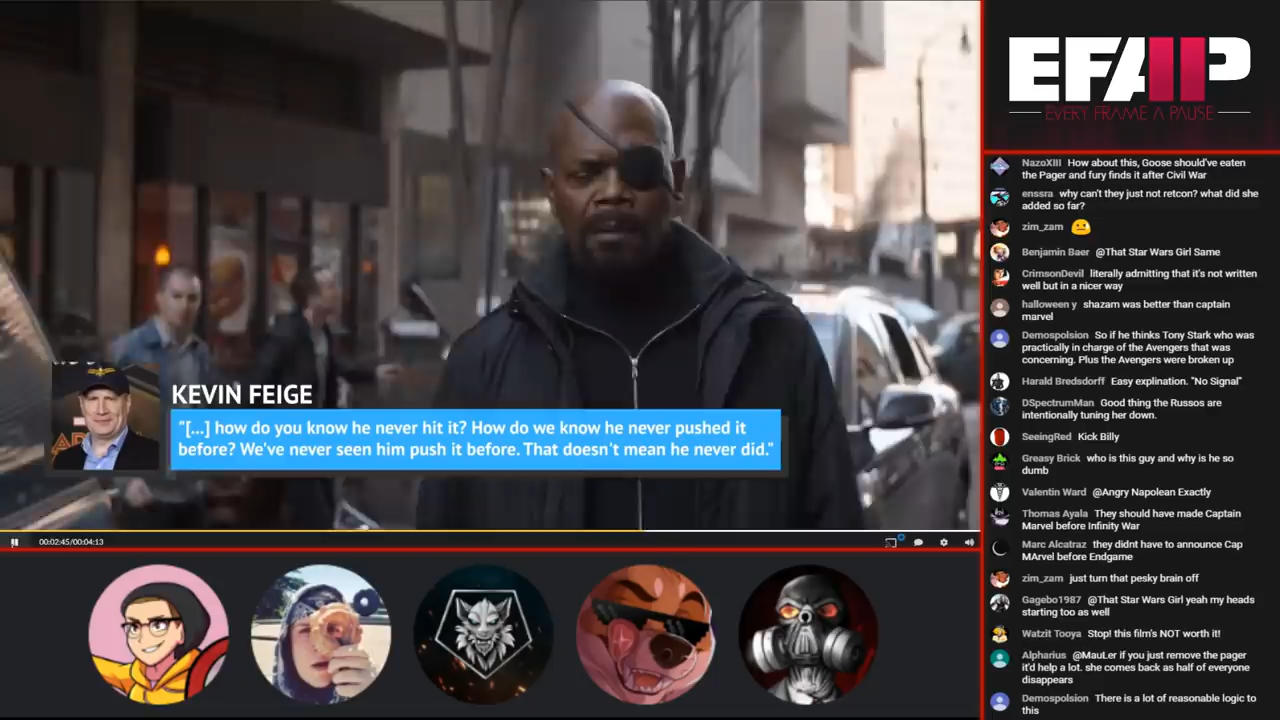 EFAP
EVERY FRAME A PAUSE
KEVIN FEIGE
"[...] how do you know he never hit it? How do we know he never pushed it
before? We've never seen him push it before. That doesn't mean he never did."
00:02:45/00:04:13
NazoXIII How about this, Goose should've eaten
the Pager and fury finds it after Civil War
enssra why can't they just not retcon? what did she
added so far?
zim_zam
Benjamin Baer @That Star Wars Girl Same
CrimsonDevil literally admitting that it's not written
well but in a nicer way
halloween y shazam was better than captain
marvel
Demospolsion So if he thinks Tony Stark who was
practically in charge of the Avengers that was
concerning. Plus the Avengers were broken up
Harald Bredsdorff Easy explination. "No Signal"
DSpectrumMan Good thing the Russos are
intentionally tuning her down.
SeeingRed Kick Billy
Greasy Brick who is this guy and why is he so
dumb
Valentin Ward @Angry Napolean Exactly
Thomas Ayala They should have made Captain
Marvel before Infinity War
Marc Alcatraz they didnt have to announce Cap
MArvel before Endgame
zim_zam just turn that pesky brain off
Gagebo1987 @That Star Wars Girl yeah my heads
starting too as well
Watzit Tooya Stop! this film's NOT worth it!
Alpharius @MauLer if you just remove the pager
it'd help a lot. she comes back as half of everyone
disappears
Demospolsion There is a lot of reasonable logic to
this